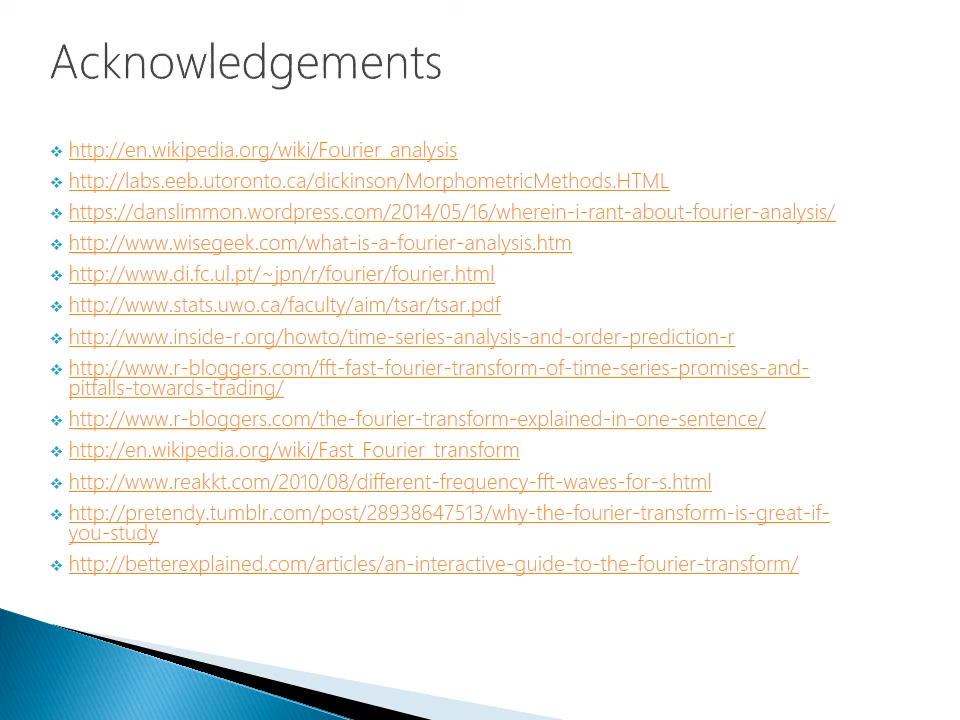 Acknowledgements
http://en.wikipedia.org/wiki/Fourier_analysis
http://labs.eeb.utoronto.ca/dickinson/MorphometricMethods.HTML
https://danslimmon.wordpress.com/2014/05/16/wherein-i-rant-about-fourier-analysis/
http://www.wisegeek.com/what-is-a-fourier-analysis.htm
http://www.di.fc.ul.pt/~jpn/r/fourier/fourier.html
http://www.stats.uwo.ca/faculty/aim/tsar/tsar.pdf
http://www.inside-r.org/howto/time-series-analysis-and-order-prediction-r
http://www.r-bloggers.com/fft-fast-fourier-transform-of-time-series-promises-and-
pitfalls-towards-trading/
http://www.r-bloggers.com/the-fourier-transform-explained-in-one-sentence/
http://en.wikipedia.org/wiki/Fast_Fourier_transform
http://www.reakkt.com/2010/08/different-frequency-fft-waves-for-s.html
http://pretendy.tumblr.com/post/28938647513/why-the-fourier-transform-is-great-if-
you-study
http://betterexplained.com/articles/an-interactive-guide-to-the-fourier-transform/